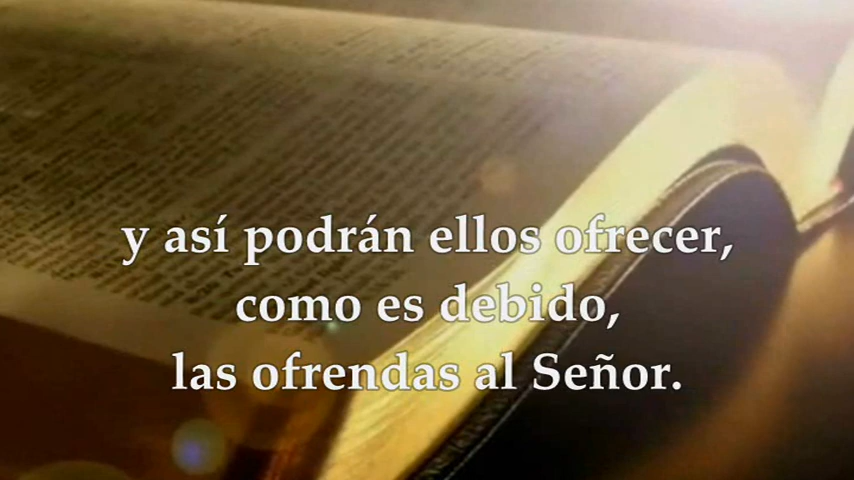 y así podrán ellos ofrecer,
como es debido,
las ofrendas al Señor.